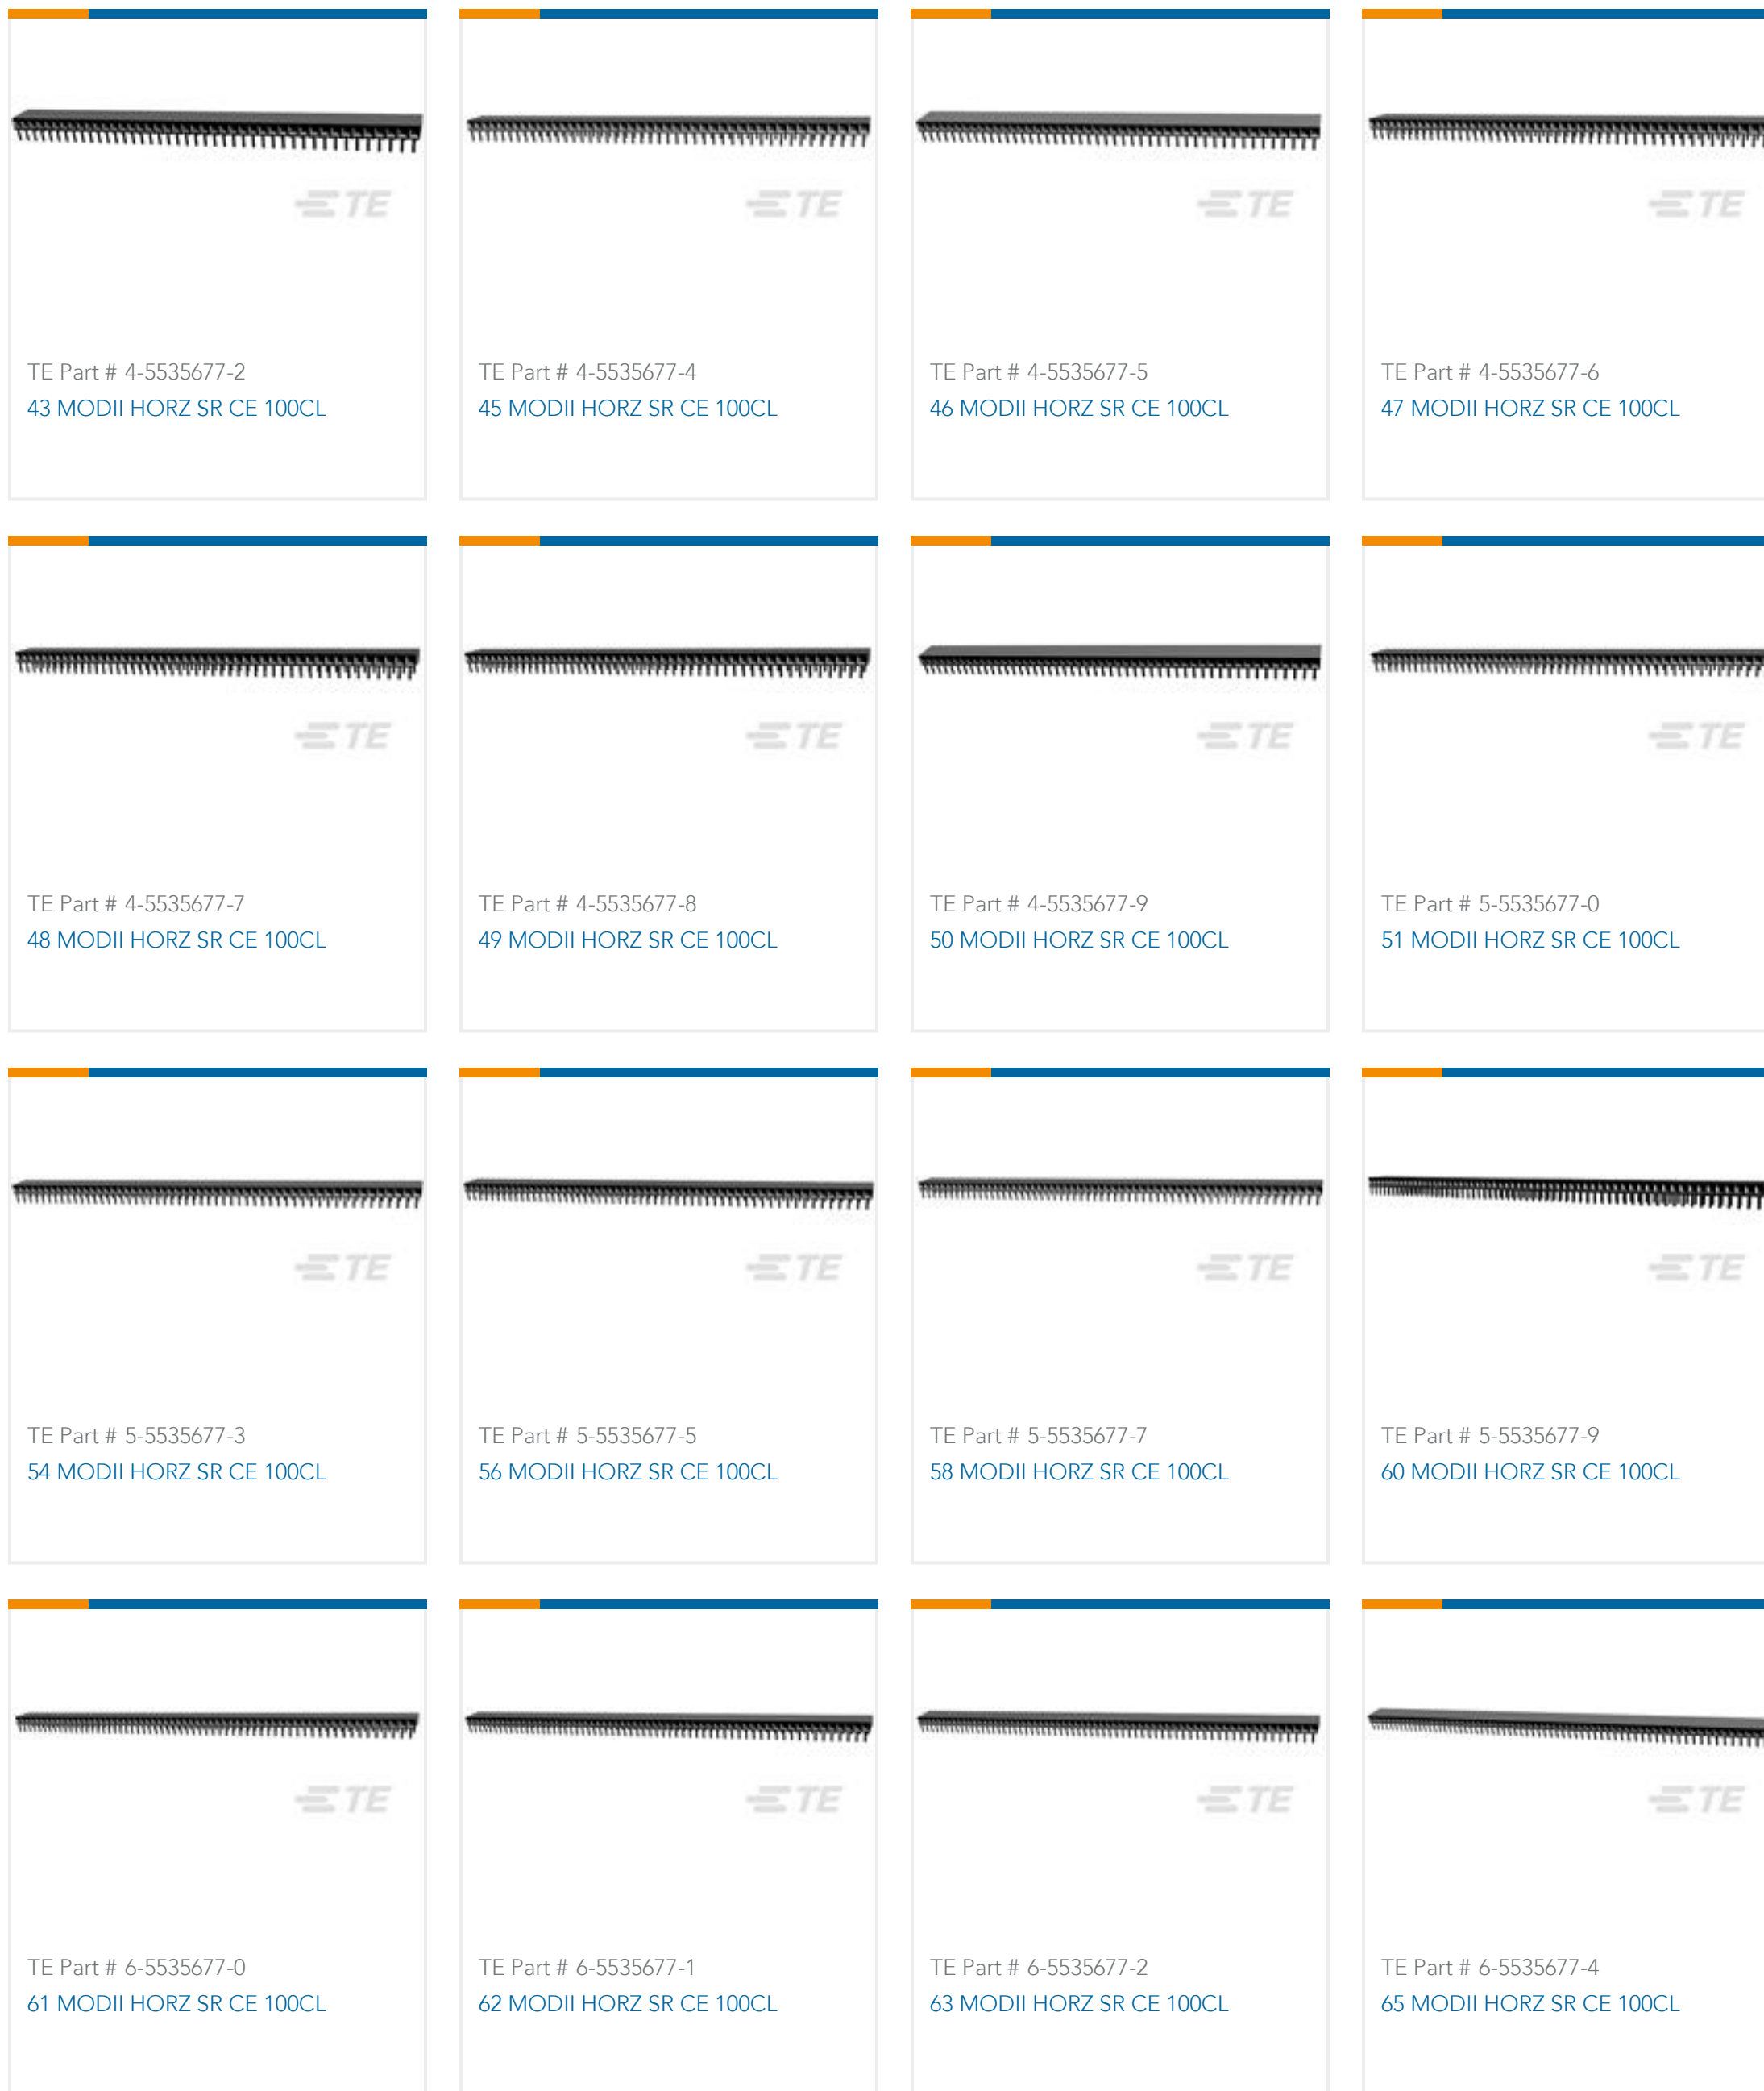 TE
TE
TE
TE
TE Part # 4-5535677-2
43 MODII HORZ SR CE 100CL
TE Part # 4-5535677-4
45 MODII HORZ SR CE 100CL
TE Part # 4-5535677-5
46 MODII HORZ SR CE 100CL
TE Part # 4-5535677-6
47 MODII HORZ SR CE 100CL
TE
TE
TE
TE
TE Part # 4-5535677-7
48 MODII HORZ SR CE 100CL
TE Part # 4-5535677-8
49 MODII HORZ SR CE 100CL
TE Part # 4-5535677-9
50 MODII HORZ SR CE 100CL
TE Part # 5-5535677-0
51 MODII HORZ SR CE 100CL
TE
TE
TE
TE
TE Part # 5-5535677-3
54 MODII HORZ SR CE 100CL
TE Part # 5-5535677-5
56 MODII HORZ SR CE 100CL
TE Part # 5-5535677-7
58 MODII HORZ SR CE 100CL
TE Part # 5-5535677-9
60 MODII HORZ SR CE 100CL
TE
TE
TE
TE
TE Part # 6-5535677-0
61 MODII HORZ SR CE 100CL
TE Part # 6-5535677-1
62 MODII HORZ SR CE 100CL
TE Part # 6-5535677-2
63 MODII HORZ SR CE 100CL
TE Part # 6-5535677-4
65 MODII HORZ SR CE 100CL